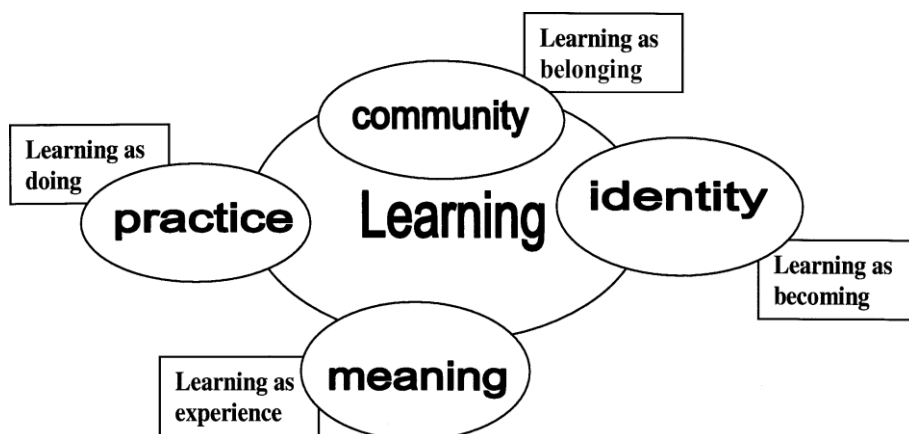 Learning as
belonging
community
Learning as
doing
practice
Learning
identity
Learning as
becoming
Learning as
experience
meaning